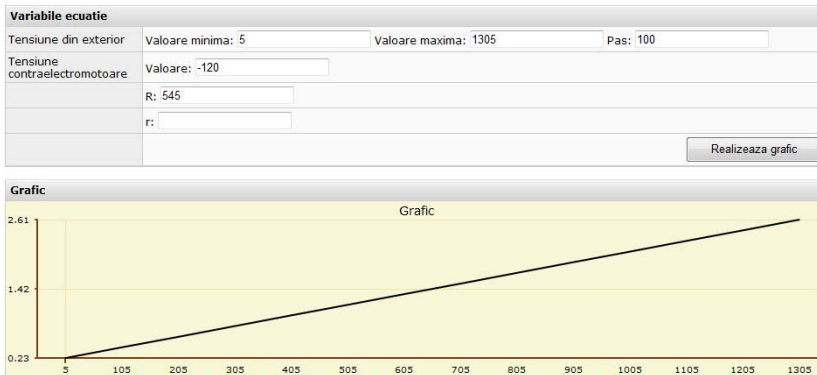 Variabile ecuatie
Tensiune din exterior Valoare minima: 5 Valoare maxima: 1305 Pas: 100
Tensiune
contraelectromotoare Valoare: -120
R: 545
r:
Realizeaza grafic
Grafic
Grafic
2.61
1.42
0.23
5 105 205 305 405 505 605 705 805 905 1005 1105 1205 1305